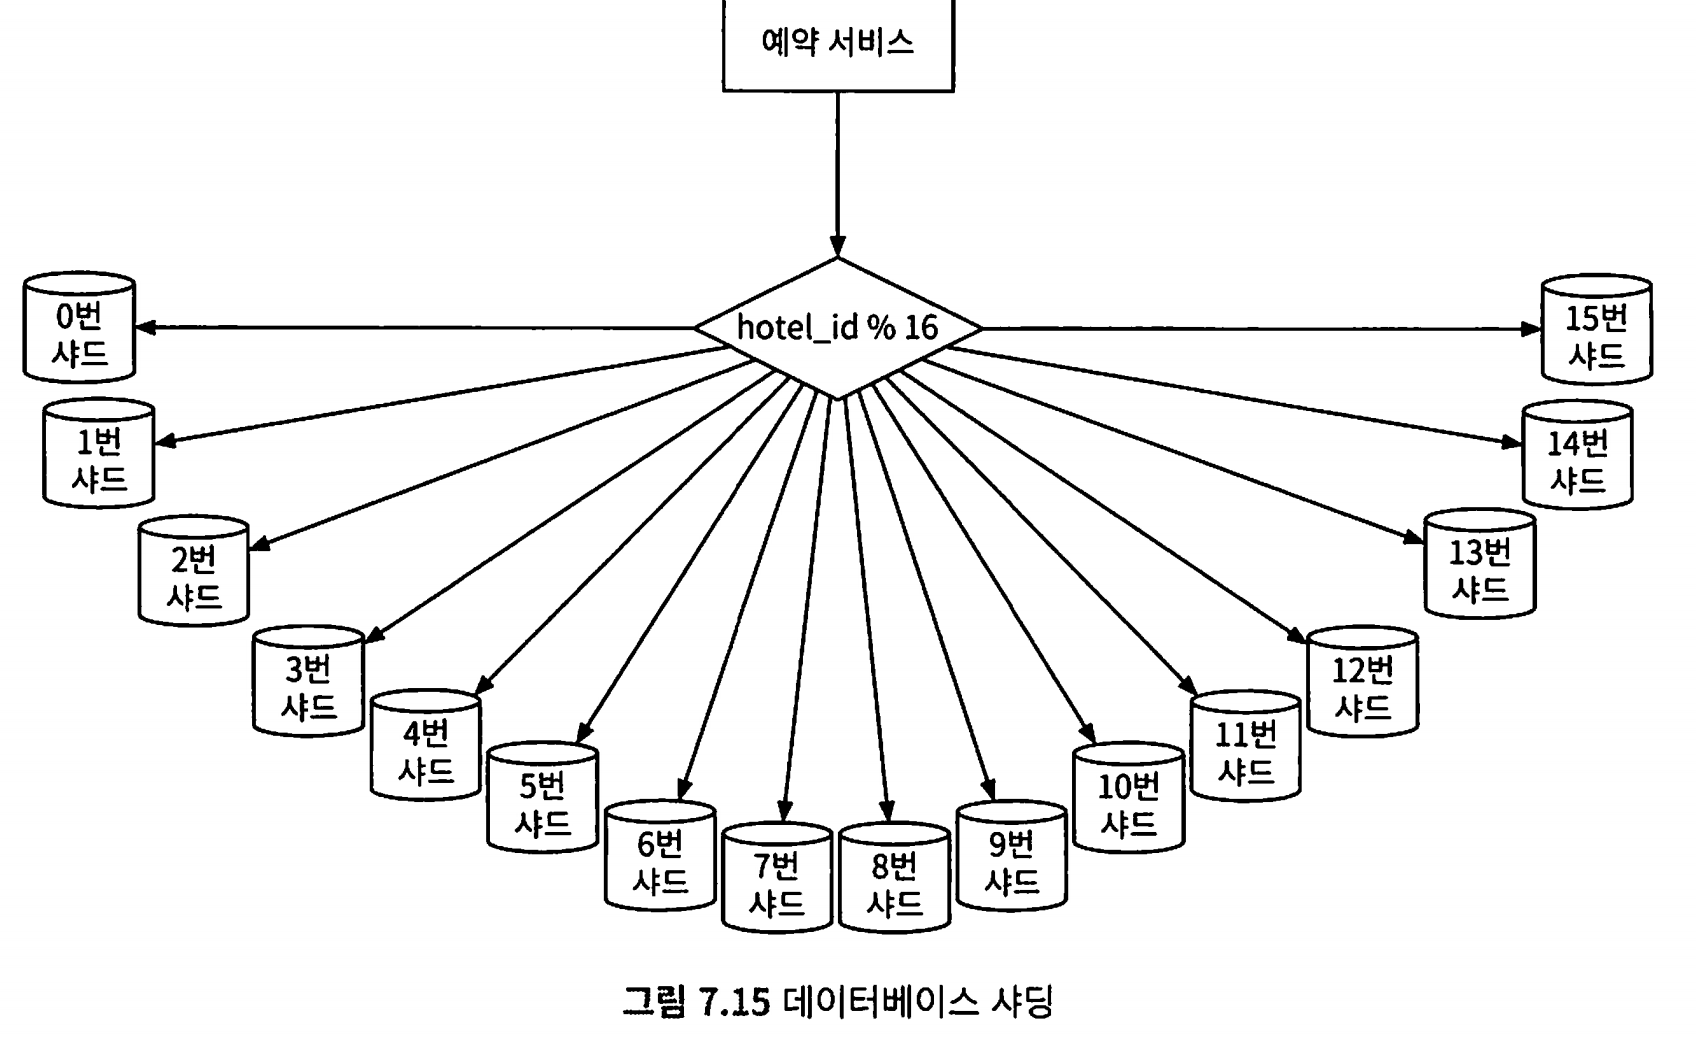 예약 서비스
hotel_id % 16
0번
샤드
1번
샤드
2번
샤드
3번
샤드
4번
샤드
5번
샤드
6번
샤드
7번
샤드
8번
샤드
9번
샤드
10번
샤드
11번
샤드
12번
샤드
13번
샤드
14번
샤드
15번
샤드
그림 7.15 데이터베이스 샤딩